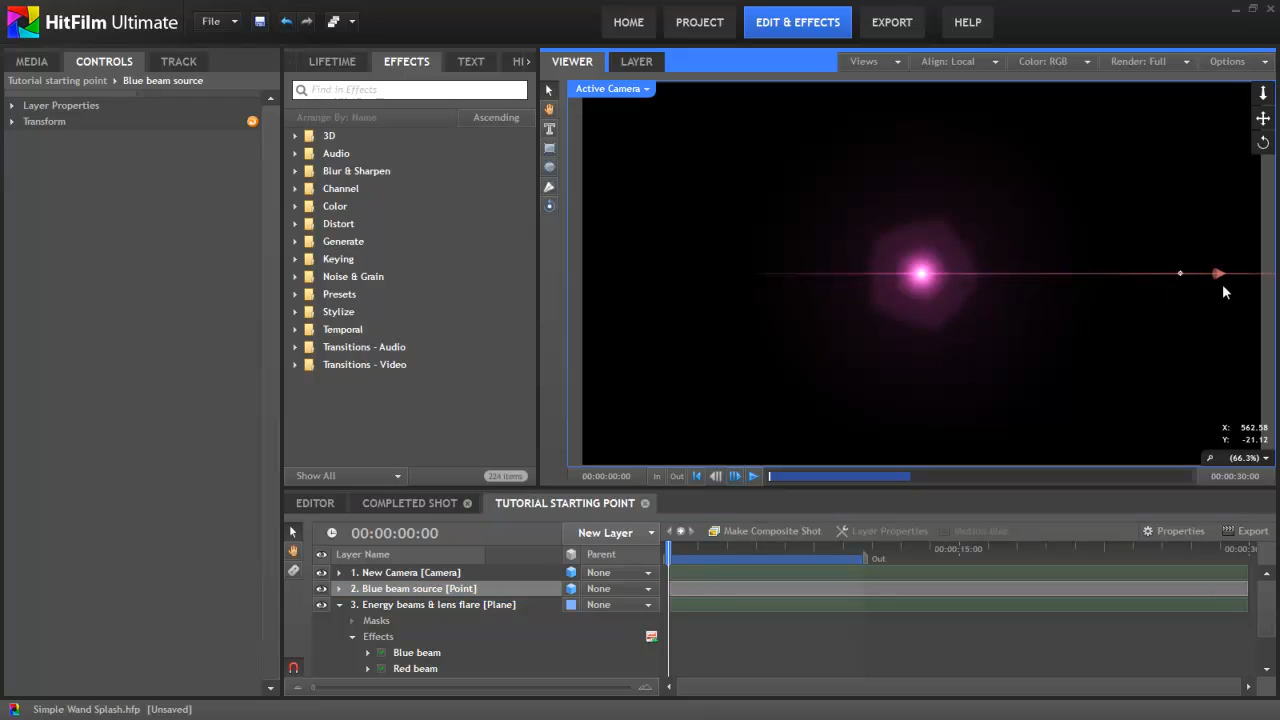 HitFilm Ultimate
File
HOME
PROJECT
EDIT & EFFECTS
EXPORT
HELP
MEDIA
CONTROLS
TRACK
Tutorial starting point
Blue beam source
Layer Properties
Transform
LIFETIME
EFFECTS
TEXT
HI
Find in Effects
Arrange By: Name
Ascending
3D
Audio
Blur & Sharpen
Channel
Color
Distort
Generate
Keying
Noise & Grain
Presets
Stylize
Temporal
Transitions - Audio
Transitions - Video
Show All
224 items
VIEWER
LAYER
Views
Align: Local
Color: RGB
Render: Full
Options
Active Camera
T
X: 562.58
Y: -21.12
(66.3%)
00:00:00:00
In
Out
00:00:30:00
EDITOR
COMPLETED SHOT
TUTORIAL STARTING POINT
00:00:00:00
New Layer
Make Composite Shot
Layer Properties
Motion Blur
Properties
Export
Layer Name
Parent
00:00:15:00
00:00:30
Out
1. New Camera [Camera]
None
2. Blue beam source [Point]
None
3. Energy beams & lens flare [Plane]
None
Masks
Effects
Blue beam
Red beam
Simple Wand Splash.hfp [Unsaved]